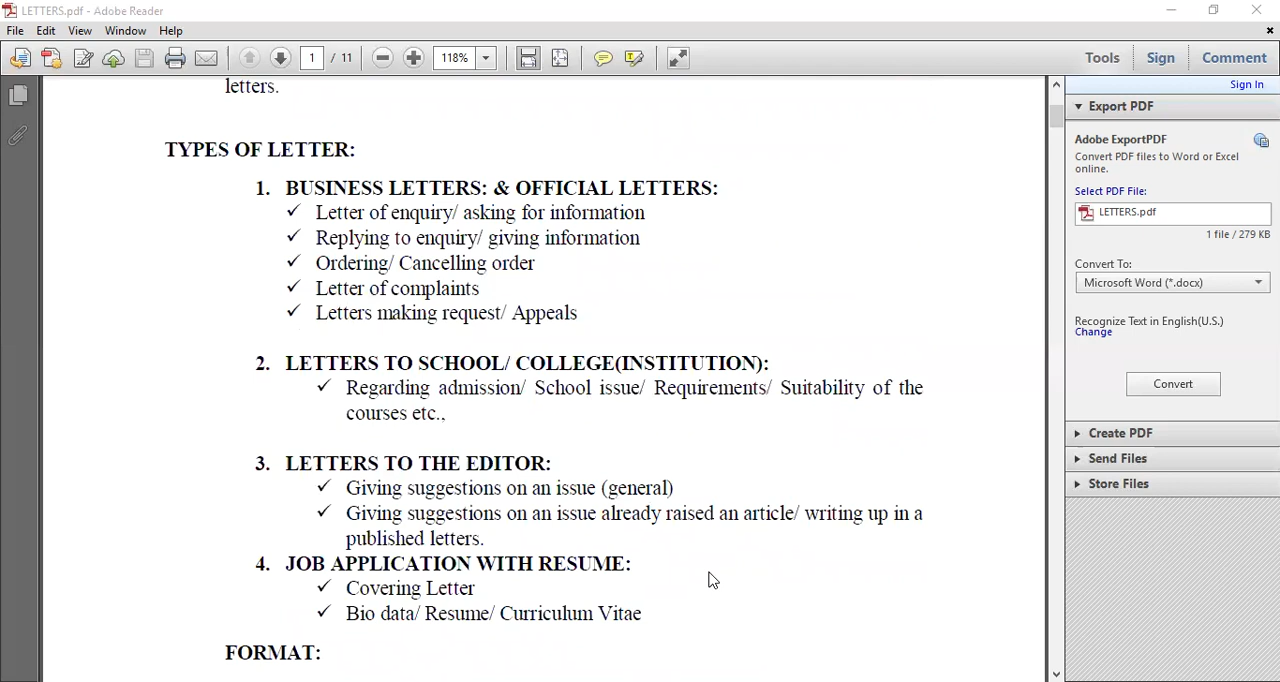 LETTERS.pdf - Adobe Reader
File Edit View Window Help
1 / 11 118% Tools Sign Comment
Sign In
letters.
TYPES OF LETTER:
1. BUSINESS LETTERS: & OFFICIAL LETTERS:
✓ Letter of enquiry/ asking for information
✓ Replying to enquiry/ giving information
✓ Ordering/ Cancelling order
✓ Letter of complaints
✓ Letters making request/ Appeals
2. LETTERS TO SCHOOL/ COLLEGE(INSTITUTION):
✓ Regarding admission/ School issue/ Requirements/ Suitability of the
courses etc.,
3. LETTERS TO THE EDITOR:
✓ Giving suggestions on an issue (general)
✓ Giving suggestions on an issue already raised an article/ writing up in a
published letters.
4. JOB APPLICATION WITH RESUME:
✓ Covering Letter
✓ Bio data/ Resume/ Curriculum Vitae
FORMAT:
Export PDF
Adobe ExportPDF
Convert PDF files to Word or Excel
online.
Select PDF File:
LETTERS.pdf
1 file / 279 KB
Convert To:
Microsoft Word (*.docx)
Recognize Text in English(U.S.)
Change
Convert
Create PDF
Send Files
Store Files